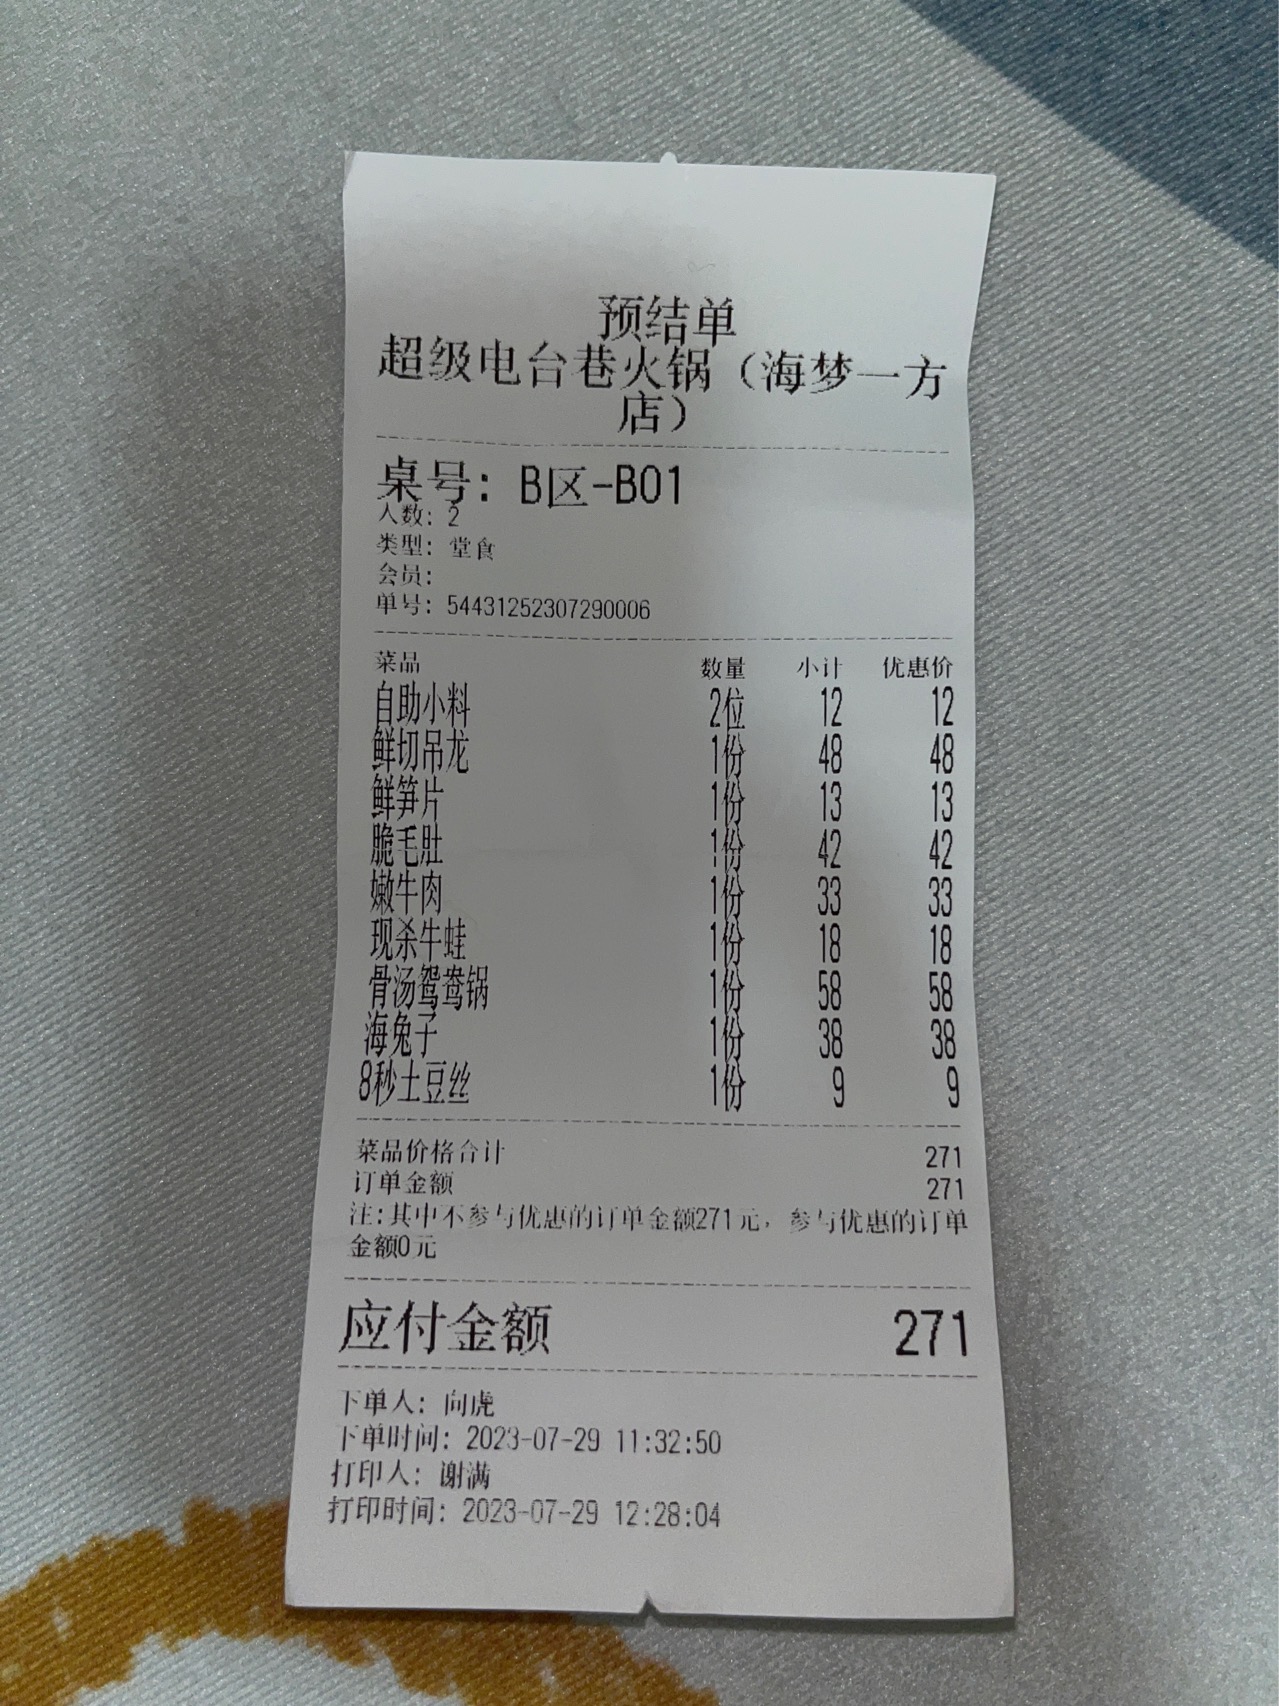 预结单
超级电台巷火锅（海梦一方
店）
桌号：B区-B01
人数：2
类型：堂食
会员：
单号：54431252307290006
菜品 数量 小计 优惠价
自助小料 2位 12 12
鲜切吊龙 1份 48 48
鲜笋片 1份 13 13
脆毛肚 1份 42 42
嫩牛肉 1份 33 33
现杀牛蛙 1份 18 18
骨汤鸳鸯锅 1份 58 58
海兔子 1份 38 38
8秒土豆丝 1份 9 9
菜品价格合计 271
订单金额 271
注：其中不参与优惠的订单金额271元，参与优惠的订单
金额0元
应付金额 271
下单人：向虎
下单时间：2023-07-29 11:32:50
打印人：谢满
打印时间：2023-07-29 12:28:04